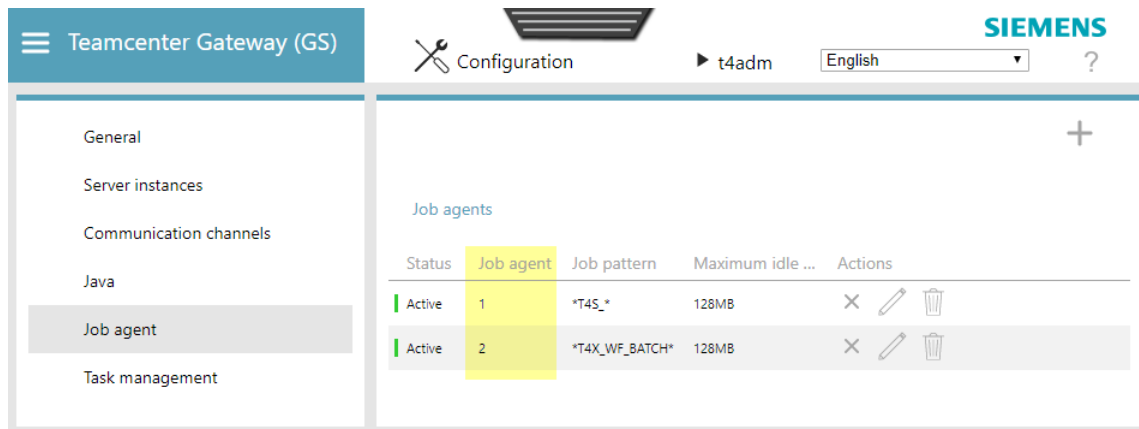 Teamcenter Gateway (GS)
SIEMENS
Configuration
t4adm
English
?
General
Server instances
Communication channels
Java
Job agent
Task management
Job agents
Status Job agent Job pattern Maximum idle ... Actions
Active 1 *T4S_* 128MB
Active 2 *T4X_WF_BATCH* 128MB